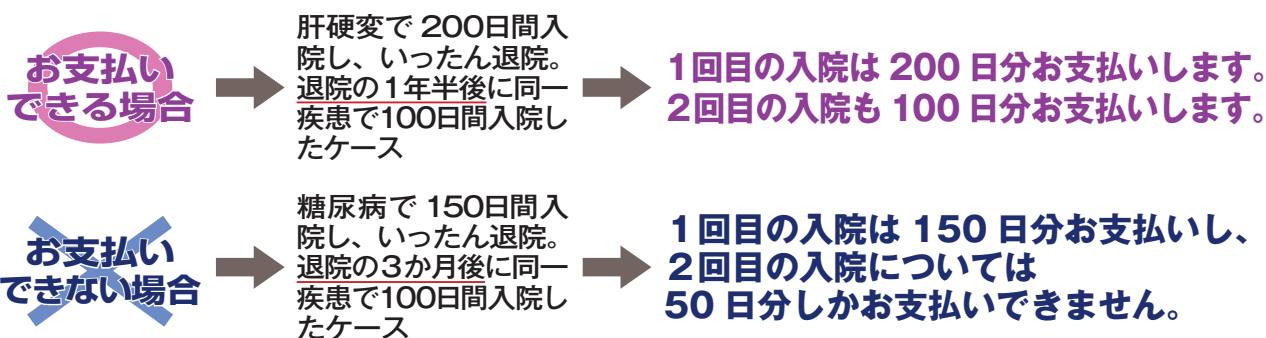 お支払い
できる場合
肝硬変で 200日間入
院し、いったん退院。
退院の1年半後に同一
疾患で100日間入院し
たケース
1回目の入院は 200 日分お支払いします。
2回目の入院も 100 日分お支払いします。
お支払い
できない場合
糖尿病で 150日間入
院し、いったん退院。
退院の3か月後に同一
疾患で100日間入院し
たケース
1回目の入院は 150 日分お支払いし、
2回目の入院については
50 日分しかお支払いできません。